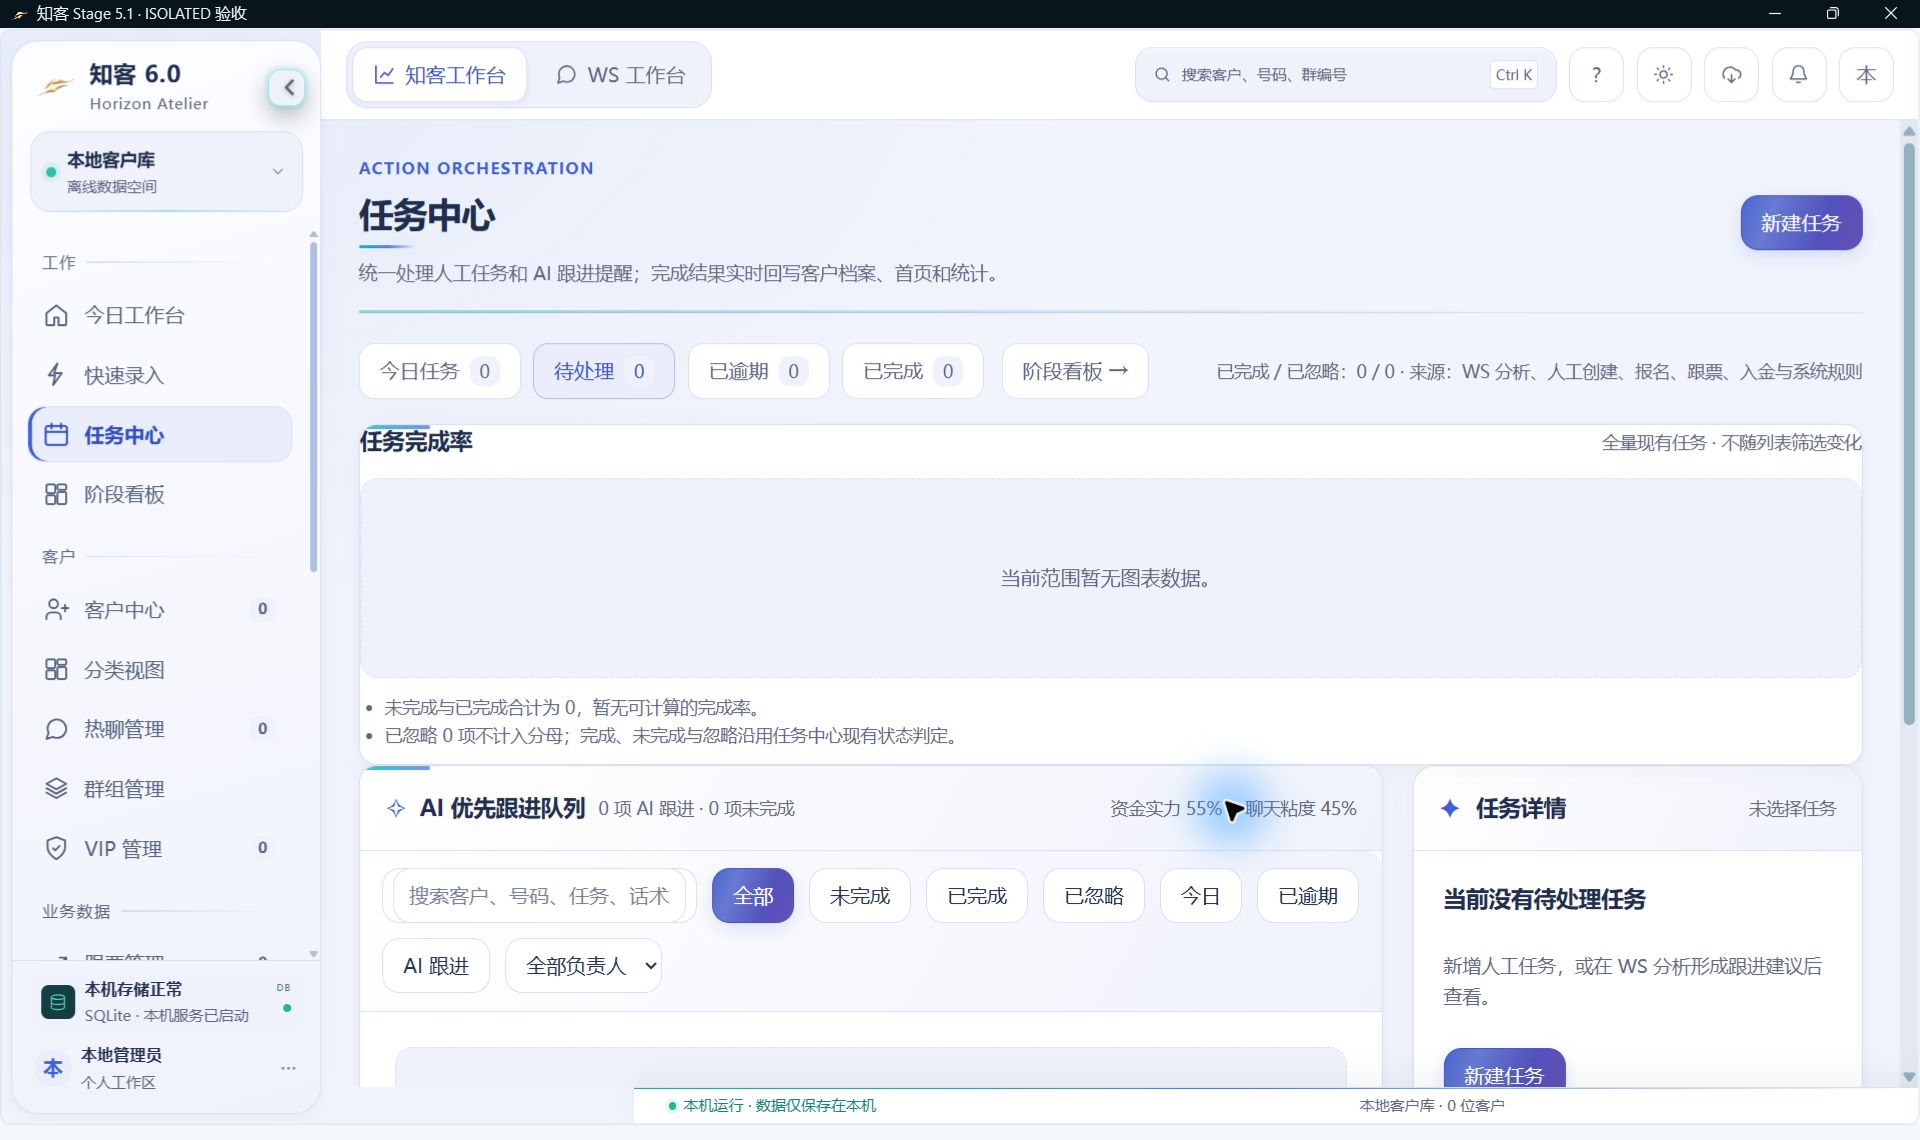 知客 Stage 5.1 · ISOLATED 验收
知客 6.0
Horizon Atelier
本地客户库
离线数据空间
工作
今日工作台
快速录入
任务中心
阶段看板
客户
客户中心 0
分类视图
热聊管理 0
群组管理
VIP 管理 0
业务数据
本机存储正常
DB
SQLite · 本机服务已启动
本 本地管理员
个人工作区
知客工作台
WS 工作台
搜索客户、号码、群编号 Ctrl K
?
本
ACTION ORCHESTRATION
任务中心
新建任务
统一处理人工任务和 AI 跟进提醒；完成结果实时回写客户档案、首页和统计。
今日任务 0 待处理 0 已逾期 0 已完成 0 阶段看板 → 已完成 / 已忽略：0 / 0 · 来源：WS 分析、人工创建、报名、跟票、入金与系统规则
任务完成率 全量现有任务 · 不随列表筛选变化
当前范围暂无图表数据。
• 未完成与已完成合计为 0，暂无可计算的完成率。
• 已忽略 0 项不计入分母；完成、未完成与忽略沿用任务中心现有状态判定。
AI 优先跟进队列 0 项 AI 跟进 · 0 项未完成 资金实力 55% 聊天粘度 45%
搜索客户、号码、任务、话术 全部 未完成 已完成 已忽略 今日 已逾期
AI 跟进 全部负责人
任务详情 未选择任务
当前没有待处理任务
新增人工任务，或在 WS 分析形成跟进建议后
查看。
新建任务
本机运行 · 数据仅保存在本机 本地客户库 · 0 位客户